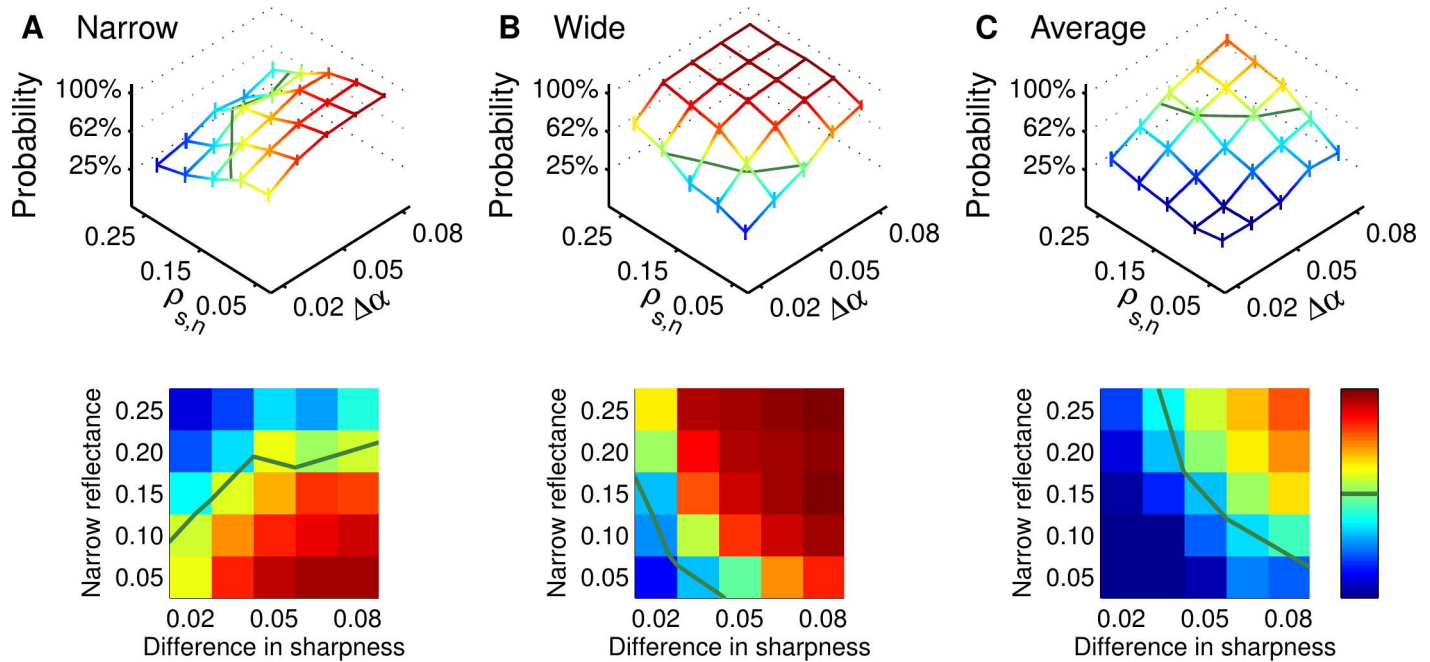 A Narrow
Probability
100%
62%
25%
0.25
0.15
0.05
ρs,n
0.02
0.05
0.08
Δα
B Wide
Probability
100%
62%
25%
0.25
0.15
0.05
ρs,n
0.02
0.05
0.08
Δα
C Average
Probability
100%
62%
25%
0.25
0.15
0.05
ρs,n
0.02
0.05
0.08
Δα
Narrow reflectance
0.25
0.20
0.15
0.10
0.05
0.02 0.05 0.08
Difference in sharpness
Narrow reflectance
0.25
0.20
0.15
0.10
0.05
0.02 0.05 0.08
Difference in sharpness
Narrow reflectance
0.25
0.20
0.15
0.10
0.05
0.02 0.05 0.08
Difference in sharpness